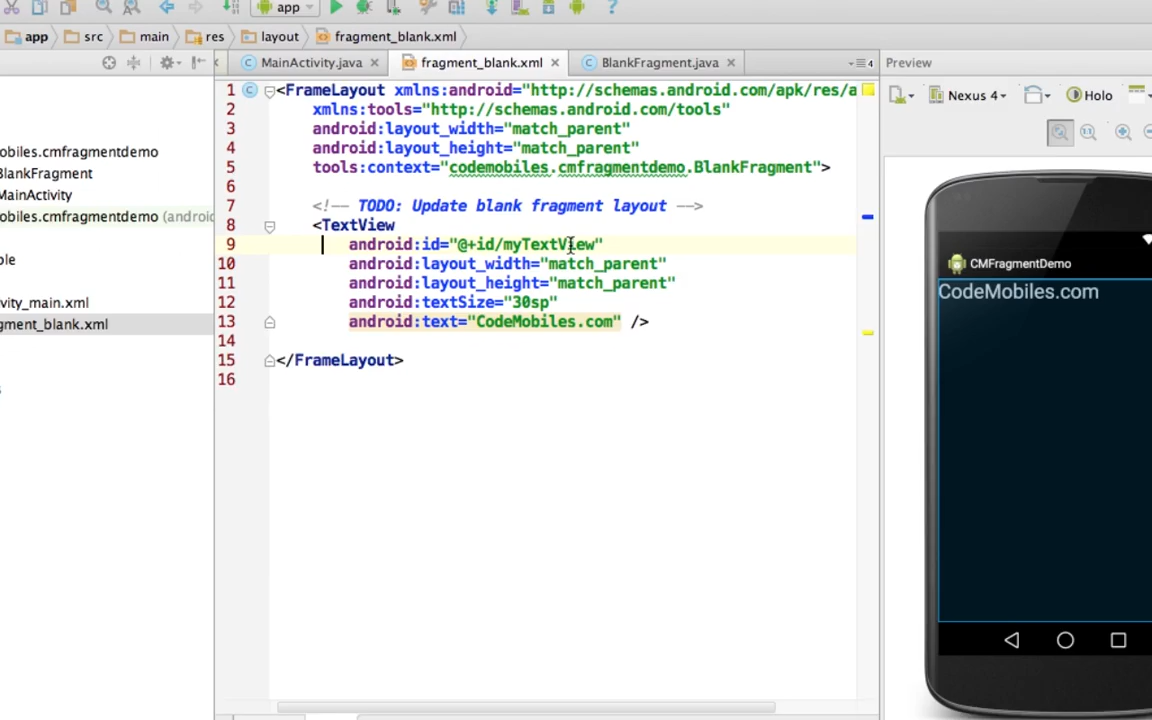 app
app src main res layout fragment_blank.xml
MainActivity.java fragment_blank.xml BlankFragment.java 4 Preview
Nexus 4 Holo
obiles.cmfragmentdemo
BlankFragment
MainActivity
obiles.cmfragmentdemo (android
le
vity_main.xml
gment_blank.xml
s
1 <FrameLayout xmlns:android="http://schemas.android.com/apk/res/a
2 xmlns:tools="http://schemas.android.com/tools"
3 android:layout_width="match_parent"
4 android:layout_height="match_parent"
5 tools:context="codemobiles.cmfragmentdemo.BlankFragment">
6
7 <!-- TODO: Update blank fragment layout -->
8 <TextView
9 android:id="@+id/myTextView"
10 android:layout_width="match_parent"
11 android:layout_height="match_parent"
12 android:textSize="30sp"
13 android:text="CodeMobiles.com" />
14
15 </FrameLayout>
16
CMFragmentDemo
CodeMobiles.com